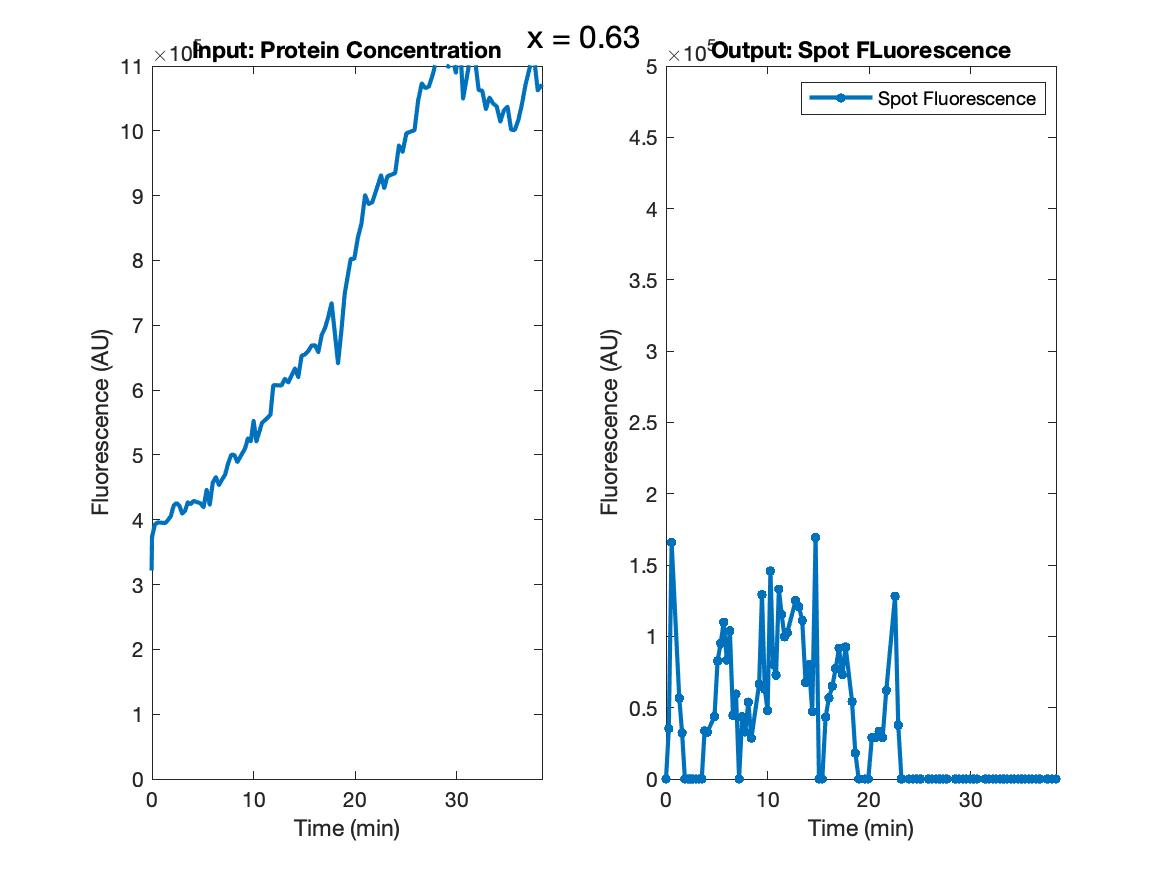 x = 0.63
×10⁵
Input: Protein Concentration
11
10
9
8
7
6
5
4
3
2
1
0
Fluorescence (AU)
0 10 20 30
Time (min)
×10⁵
Output: Spot FLuorescence
Spot Fluorescence
5
4.5
4
3.5
3
2.5
2
1.5
1
0.5
0
Fluorescence (AU)
0 10 20 30
Time (min)